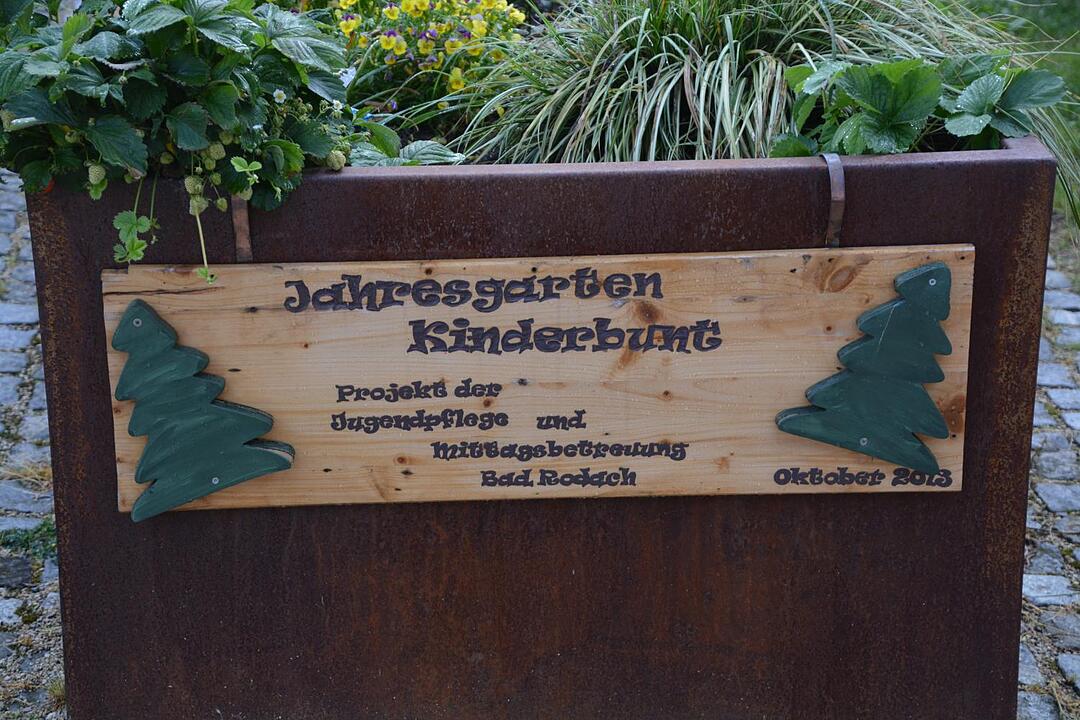 Jahresgarten
Kinderbunt
Projekt der
Jugendpflege und
Mittagsbetreuung
Bad Rodach
Oktober 2013